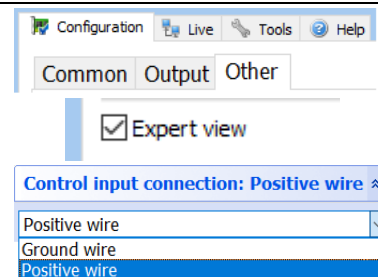 Configuration Live Tools Help
Common Output Other
Expert view
Control input connection: Positive wire
Positive wire
Ground wire
Positive wire